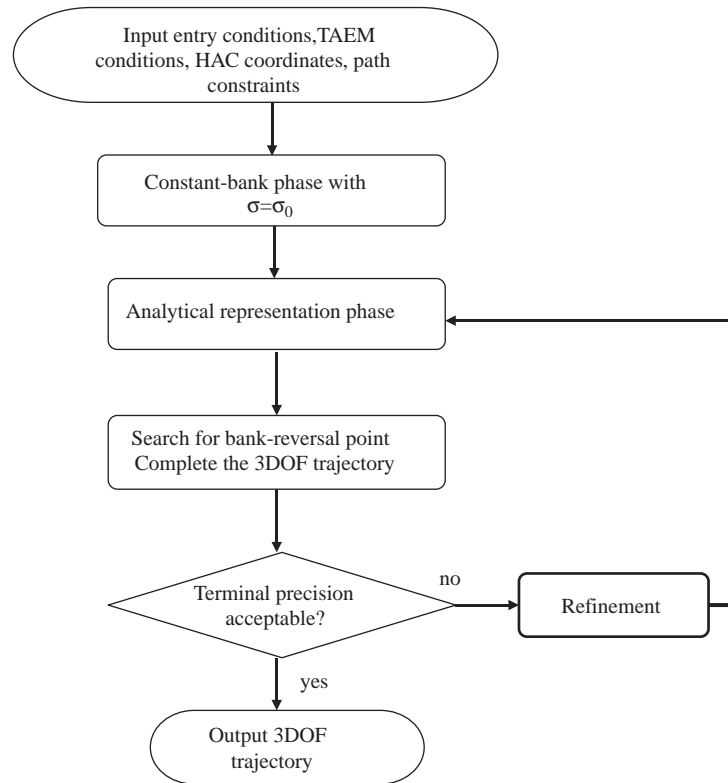 Input entry conditions,TAEM
conditions, HAC coordinates, path
constraints
Constant-bank phase with
σ=σ₀
Analytical representation phase
Search for bank-reversal point
Complete the 3DOF trajectory
Terminal precision
acceptable?
no
Refinement
yes
Output 3DOF
trajectory